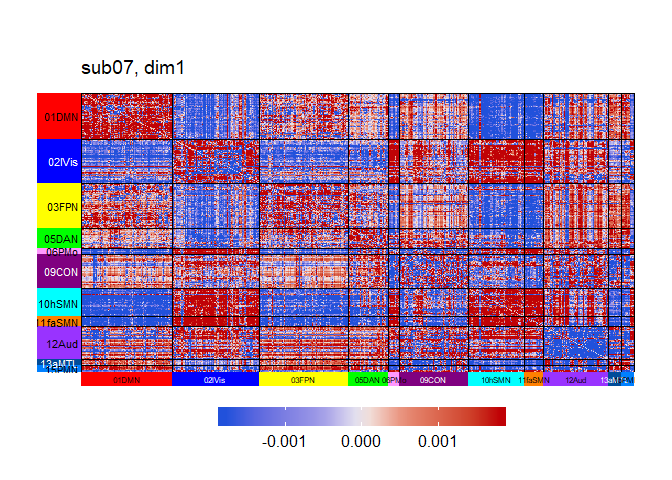 sub07, dim1
01DMN
02lVis
03FPN
05DAN
09CON
10hSMN
11faSMN
12Aud
01DMN
02lVis
03FPN
05DAN
09CON
10hSMN
11faSMN
12Aud
-0.001 0.000 0.001